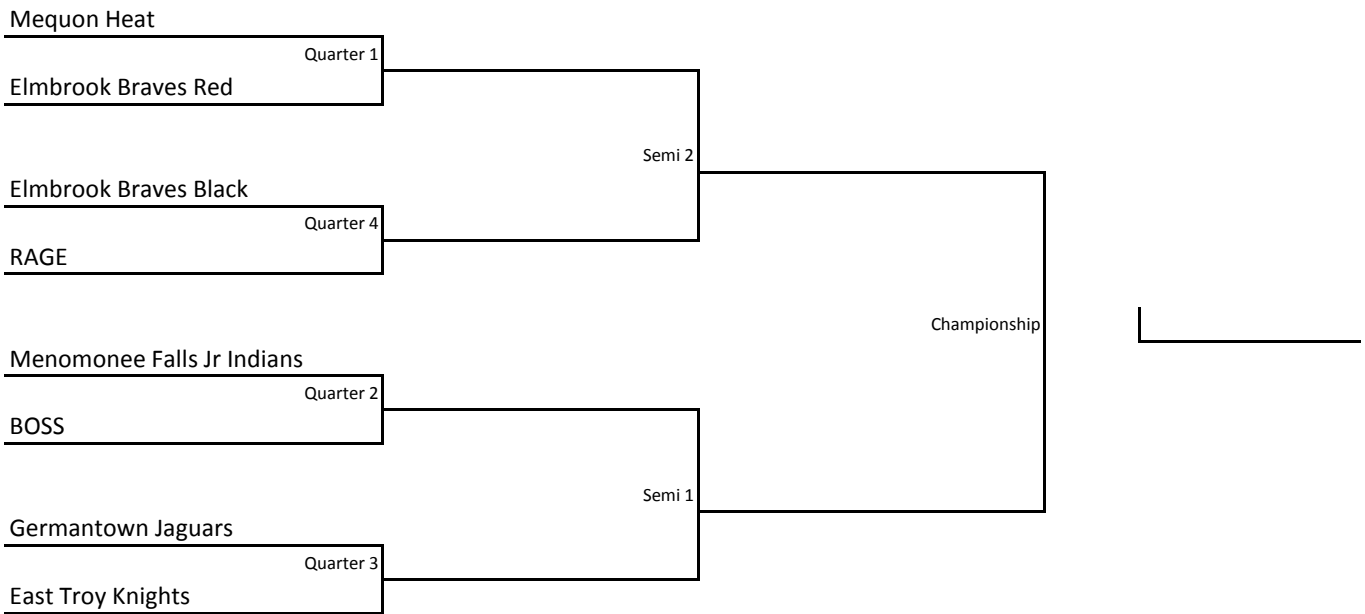 Mequon Heat
Quarter 1
Elmbrook Braves Red
Semi 2
Elmbrook Braves Black
Quarter 4
RAGE
Championship
Menomonee Falls Jr Indians
Quarter 2
BOSS
Semi 1
Germantown Jaguars
Quarter 3
East Troy Knights